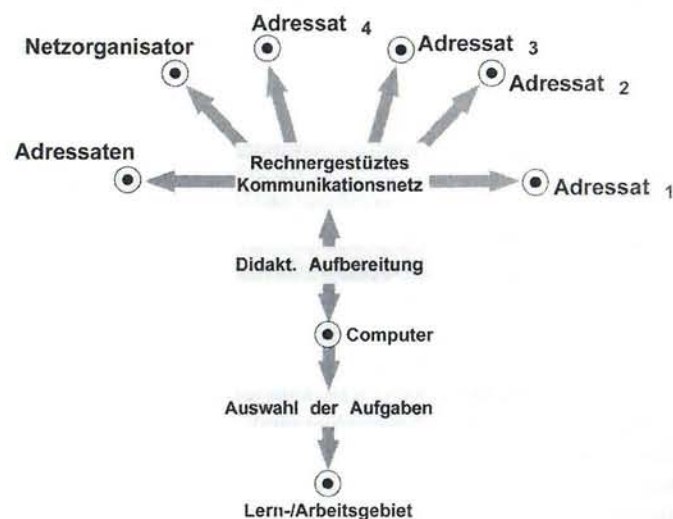 Adressat 4
Netzorganisator
Adressat 3
Adressat 2
Adressaten
Rechnergestüztes
Kommunikationsnetz
Adressat 1
Didakt. Aufbereitung
Computer
Auswahl der Aufgaben
Lern-/Arbeitsgebiet